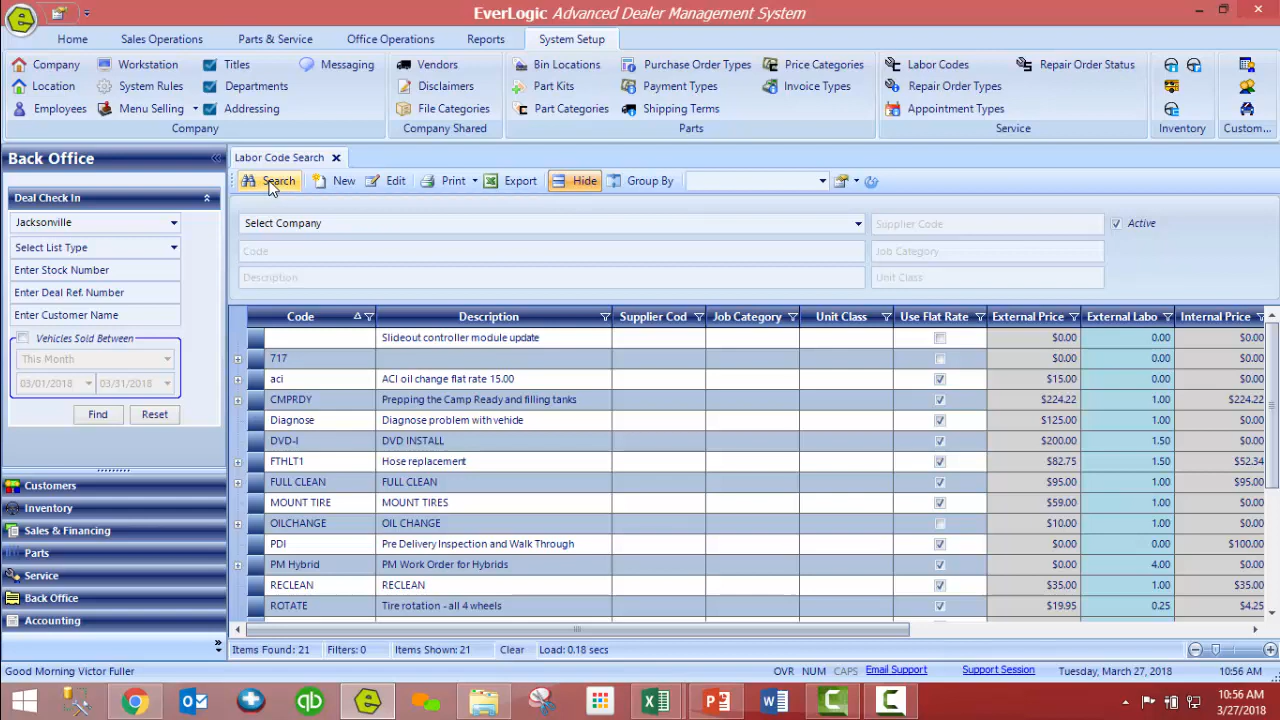 EverLogic Advanced Dealer Management System
Home Sales Operations Parts & Service Office Operations Reports System Setup
Company Workstation Titles Messaging Vendors Bin Locations Purchase Order Types Price Categories Labor Codes Repair Order Status
Location System Rules Departments Disclaimers Part Kits Payment Types Invoice Types Repair Order Types
Employees Menu Selling Addressing File Categories Part Categories Shipping Terms Appointment Types
Company Company Shared Parts Service Inventory Custom...
Back Office
Labor Code Search
Search New Edit Print Export Hide Group By
Deal Check In
Jacksonville
Select List Type
Enter Stock Number
Enter Deal Ref. Number
Enter Customer Name
Vehicles Sold Between
This Month
03/01/2018 03/31/2018
Find Reset
Customers
Inventory
Sales & Financing
Parts
Service
Back Office
Accounting
Select Company Supplier Code Active
Code Job Category
Description Unit Class
Code Description Supplier Cod Job Category Unit Class Use Flat Rate External Price External Labo Internal Price
Slideout controller module update $0.00 0.00 $0.00
717 $0.00 0.00 $0.00
aci ACI oil change flat rate 15.00 $15.00 0.00 $0.00
CMPRDY Prepping the Camp Ready and filling tanks $224.22 1.00 $224.22
Diagnose Diagnose problem with vehicle $125.00 1.00 $0.00
DVD-I DVD INSTALL $200.00 1.50 $0.00
FTHLT1 Hose replacement $82.75 1.50 $52.34
FULL CLEAN FULL CLEAN $95.00 1.00 $95.00
MOUNT TIRE MOUNT TIRES $59.00 1.00 $0.00
OILCHANGE OIL CHANGE $10.00 1.00 $0.00
PDI Pre Delivery Inspection and Walk Through $0.00 0.00 $100.00
PM Hybrid PM Work Order for Hybrids $0.00 4.00 $0.00
RECLEAN RECLEAN $35.00 1.00 $35.00
ROTATE Tire rotation - all 4 wheels $19.95 0.25 $4.25
Items Found: 21 Filters: 0 Items Shown: 21 Clear Load: 0.18 secs
Good Morning Victor Fuller OVR NUM CAPS Email Support Support Session Tuesday, March 27, 2018 10:56 AM
10:56 AM
3/27/2018